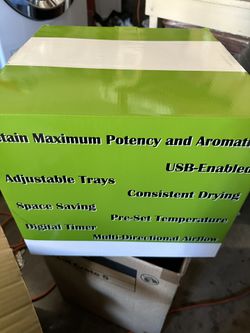 tain Maximum Potency and Aromati
USB-Enabled
Adjustable Trays
Consistent Drying
Space Saving
Pre-Set Temperature
Digital Timer
Multi-Directional Airflow